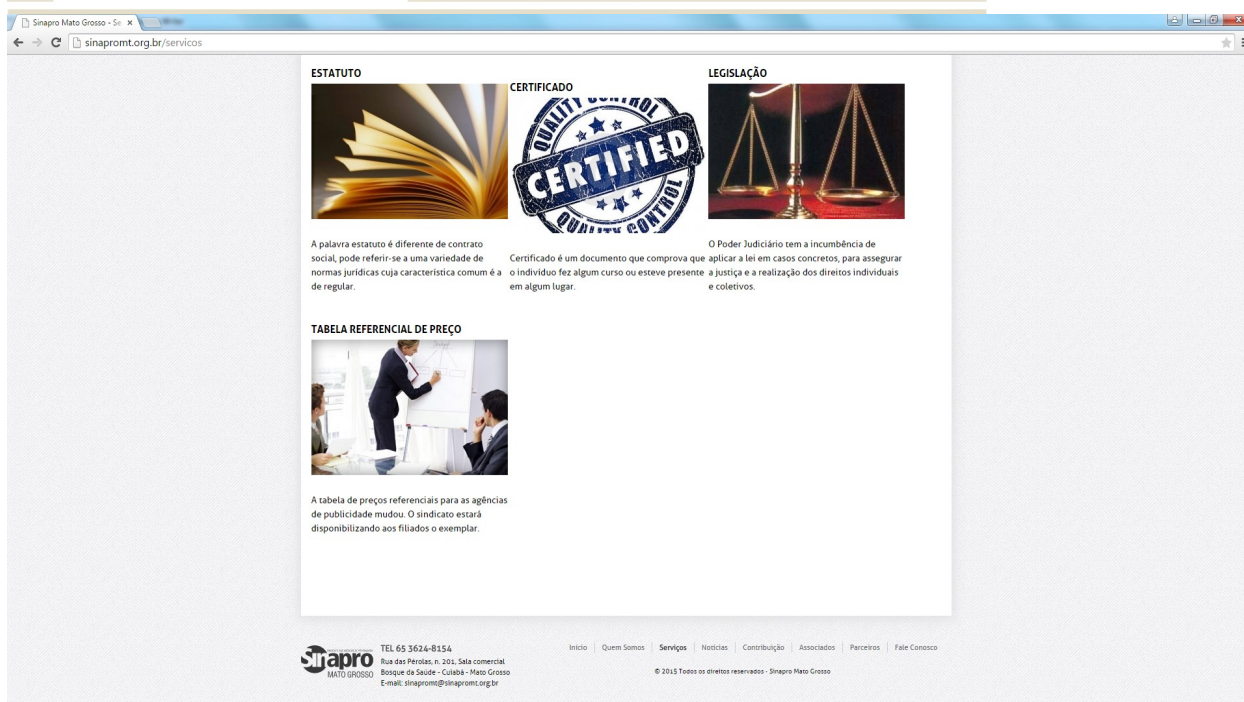 Sinapro Mato Grosso - Se
sinapromt.org.br/servicos
ESTATUTO
A palavra estatuto é diferente de contrato
social, pode referir-se a uma variedade de
normas jurídicas cuja característica comum é a
de regular.
CERTIFICADO
QUALITY CONTROL
CERTIFIED
QUALITY CONTROL
Certificado é um documento que comprova que
o indivíduo fez algum curso ou esteve presente
em algum lugar.
LEGISLAÇÃO
O Poder Judiciário tem a incumbência de
aplicar a lei em casos concretos, para assegurar
a justiça e a realização dos direitos individuais
e coletivos.
TABELA REFERENCIAL DE PREÇO
A tabela de preços referenciais para as agências
de publicidade mudou. O sindicato estará
disponibilizando aos filiados o exemplar.
Sinapro
MATO GROSSO
TEL 65 3624-8154
Rua das Pérolas, n. 201, Sala comercial
Bosque da Saúde - Cuiabá - Mato Grosso
E-mail: sinapromt@sinapromt.org.br
Início Quem Somos Serviços Notícias Contribuição Associados Parceiros Fale Conosco
© 2015 Todos os direitos reservados - Sinapro Mato Grosso